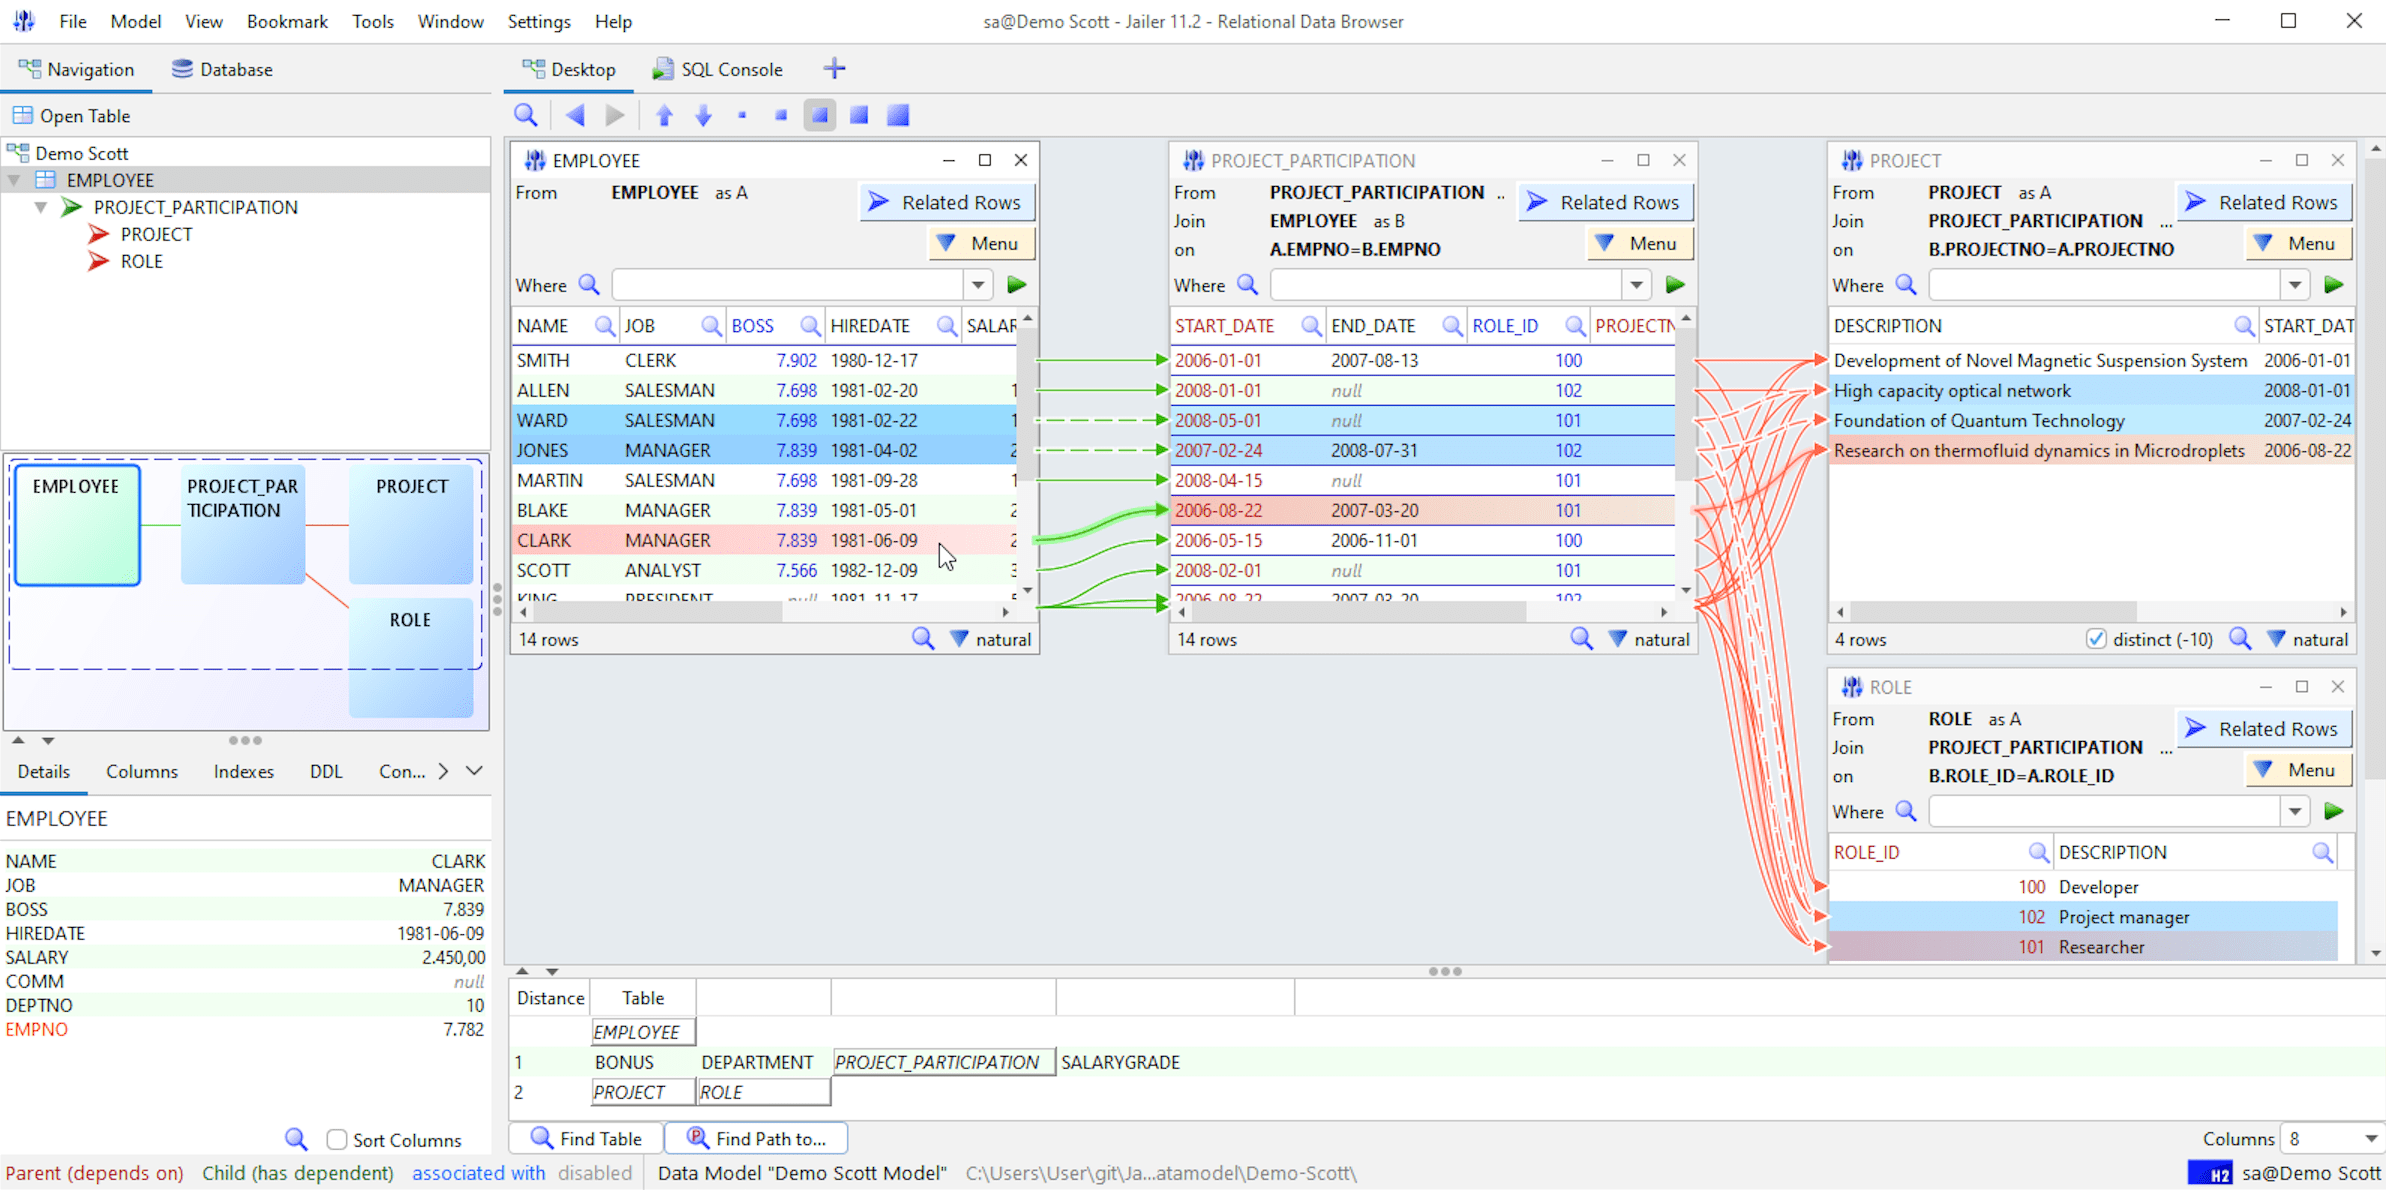 File Model View Bookmark Tools Window Settings Help
sa@Demo Scott - Jailer 11.2 - Relational Data Browser
Navigation Database
Desktop SQL Console
Open Table
Demo Scott
EMPLOYEE
PROJECT_PARTICIPATION
PROJECT
ROLE
EMPLOYEE
PROJECT_PAR
TICIPATION
PROJECT
ROLE
Details Columns Indexes DDL Con...
EMPLOYEE
NAME CLARK
JOB MANAGER
BOSS 7.839
HIREDATE 1981-06-09
SALARY 2.450,00
COMM null
DEPTNO 10
EMPNO 7.782
Sort Columns
EMPLOYEE
From EMPLOYEE as A
Related Rows
Menu
Where
NAME JOB BOSS HIREDATE SALAR
SMITH CLERK 7.902 1980-12-17
ALLEN SALESMAN 7.698 1981-02-20 1
WARD SALESMAN 7.698 1981-02-22 1
JONES MANAGER 7.839 1981-04-02 2
MARTIN SALESMAN 7.698 1981-09-28 1
BLAKE MANAGER 7.839 1981-05-01 2
CLARK MANAGER 7.839 1981-06-09 2
SCOTT ANALYST 7.566 1982-12-09 3
KING PRESIDENT null 1981-11-17 5
14 rows natural
PROJECT_PARTICIPATION
From PROJECT_PARTICIPATION ..
Join EMPLOYEE as B
on A.EMPNO=B.EMPNO
Related Rows
Menu
Where
START_DATE END_DATE ROLE_ID PROJECTN
2006-01-01 2007-08-13 100
2008-01-01 null 102
2008-05-01 null 101
2007-02-24 2008-07-31 102
2008-04-15 null 101
2006-08-22 2007-03-20 101
2006-05-15 2006-11-01 100
2008-02-01 null 101
2006-08-22 2007-03-20 102
14 rows natural
PROJECT
From PROJECT as A
Join PROJECT_PARTICIPATION ...
on B.PROJECTNO=A.PROJECTNO
Related Rows
Menu
Where
DESCRIPTION START_DAT
Development of Novel Magnetic Suspension System 2006-01-01
High capacity optical network 2008-01-01
Foundation of Quantum Technology 2007-02-24
Research on thermofluid dynamics in Microdroplets 2006-08-22
4 rows distinct (-10) natural
ROLE
From ROLE as A
Join PROJECT_PARTICIPATION ...
on B.ROLE_ID=A.ROLE_ID
Related Rows
Menu
Where
ROLE_ID DESCRIPTION
100 Developer
102 Project manager
101 Researcher
Distance Table
EMPLOYEE
1 BONUS DEPARTMENT PROJECT_PARTICIPATION SALARYGRADE
2 PROJECT ROLE
Find Table Find Path to...
Columns 8
Parent (depends on) Child (has dependent) associated with disabled Data Model "Demo Scott Model" C:\Users\User\git\Ja...atamodel\Demo-Scott\
H2 sa@Demo Scott